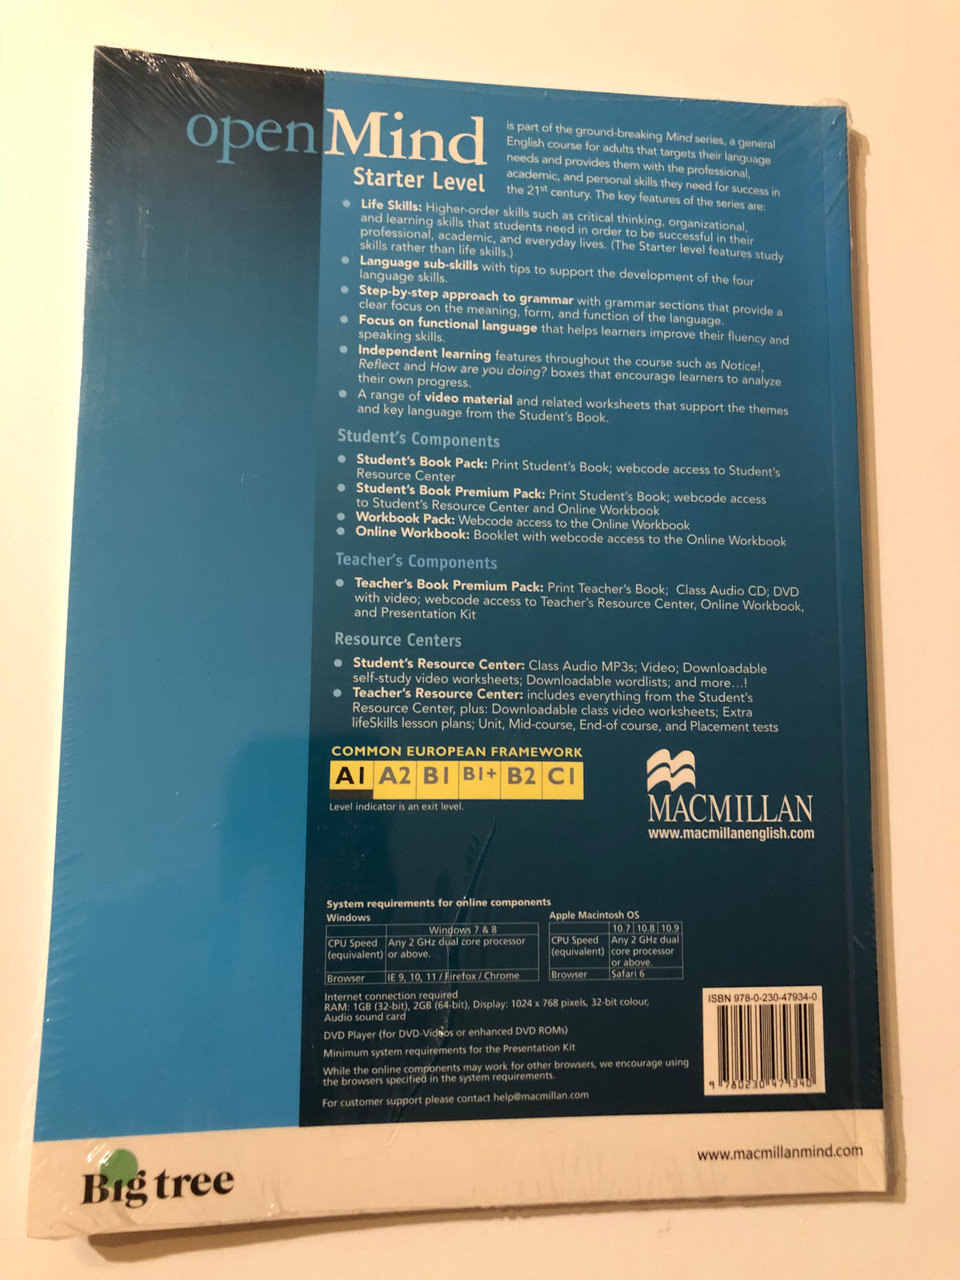 openMind
Starter Level
is part of the ground-breaking Mind series, a general
English course for adults that targets their language
needs and provides them with the professional,
academic, and personal skills they need for success in
the 21st century. The key features of the series are:
• Life Skills: Higher-order skills such as critical thinking, organizational,
and learning skills that students need in order to be successful in their
professional, academic, and everyday lives. (The Starter level features study
skills rather than life skills.)
• Language sub-skills with tips to support the development of the four
language skills.
• Step-by-step approach to grammar with grammar sections that provide a
clear focus on the meaning, form, and function of the language.
• Focus on functional language that helps learners improve their fluency and
speaking skills.
• Independent learning features throughout the course such as Notice!,
Reflect and How are you doing? boxes that encourage learners to analyze
their own progress.
• A range of video material and related worksheets that support the themes
and key language from the Student's Book.
Student's Components
• Student's Book Pack: Print Student's Book; webcode access to Student's
Resource Center
• Student's Book Premium Pack: Print Student's Book; webcode access
to Student's Resource Center and Online Workbook
• Workbook Pack: Webcode access to the Online Workbook
• Online Workbook: Booklet with webcode access to the Online Workbook
Teacher's Components
• Teacher's Book Premium Pack: Print Teacher's Book; Class Audio CD; DVD
with video; webcode access to Teacher's Resource Center, Online Workbook,
and Presentation Kit
Resource Centers
• Student's Resource Center: Class Audio MP3s; Video; Downloadable
self-study video worksheets; Downloadable wordlists; and more...!
• Teacher's Resource Center: includes everything from the Student's
Resource Center, plus: Downloadable class video worksheets; Extra
lifeSkills lesson plans; Unit, Mid-course, End-of course, and Placement tests
COMMON EUROPEAN FRAMEWORK
A1 A2 B1 B1+ B2 C1
Level indicator is an exit level.
MACMILLAN
www.macmillanenglish.com
System requirements for online components
Windows
Windows 7 & 8
CPU Speed (equivalent) Any 2 GHz dual core processor or above.
Browser IE 9, 10, 11 / Firefox / Chrome
Apple Macintosh OS
10.7 10.8 10.9
CPU Speed (equivalent) Any 2 GHz dual core processor or above.
Browser Safari 6
Internet connection required
RAM: 1GB (32-bit), 2GB (64-bit), Display: 1024 x 768 pixels, 32-bit colour,
Audio sound card
DVD Player (for DVD-Videos or enhanced DVD ROMs)
Minimum system requirements for the Presentation Kit
While the online components may work for other browsers, we encourage using
the browsers specified in the system requirements.
For customer support please contact help@macmillan.com
ISBN 978-0-230-47934-0
9 780230 479340
www.macmillanmind.com
Big tree